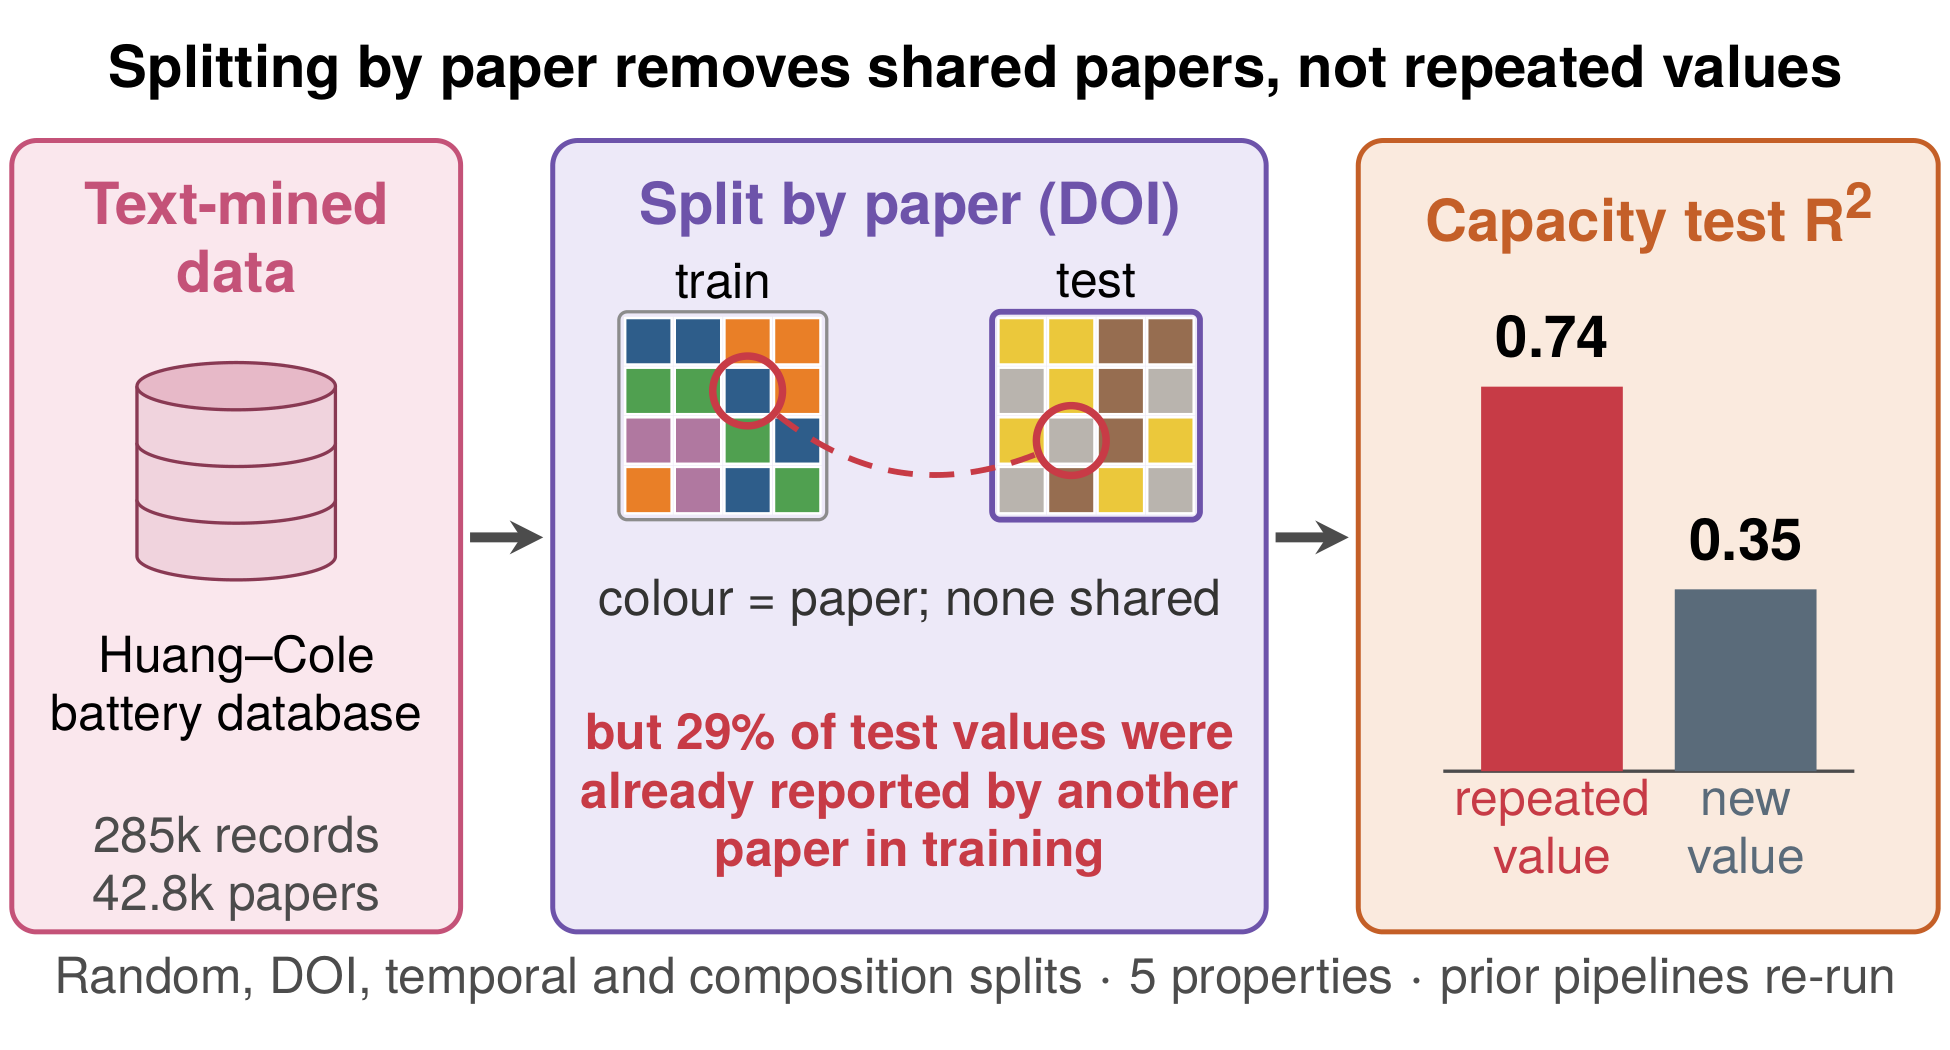 Splitting by paper removes shared papers, not repeated values
Text-mined
data
Huang–Cole
battery database
285k records
42.8k papers
Split by paper (DOI)
train
test
colour = paper; none shared
but 29% of test values were
already reported by another
paper in training
Capacity test R²
0.74
0.35
repeated
value
new
value
Random, DOI, temporal and composition splits · 5 properties · prior pipelines re-run